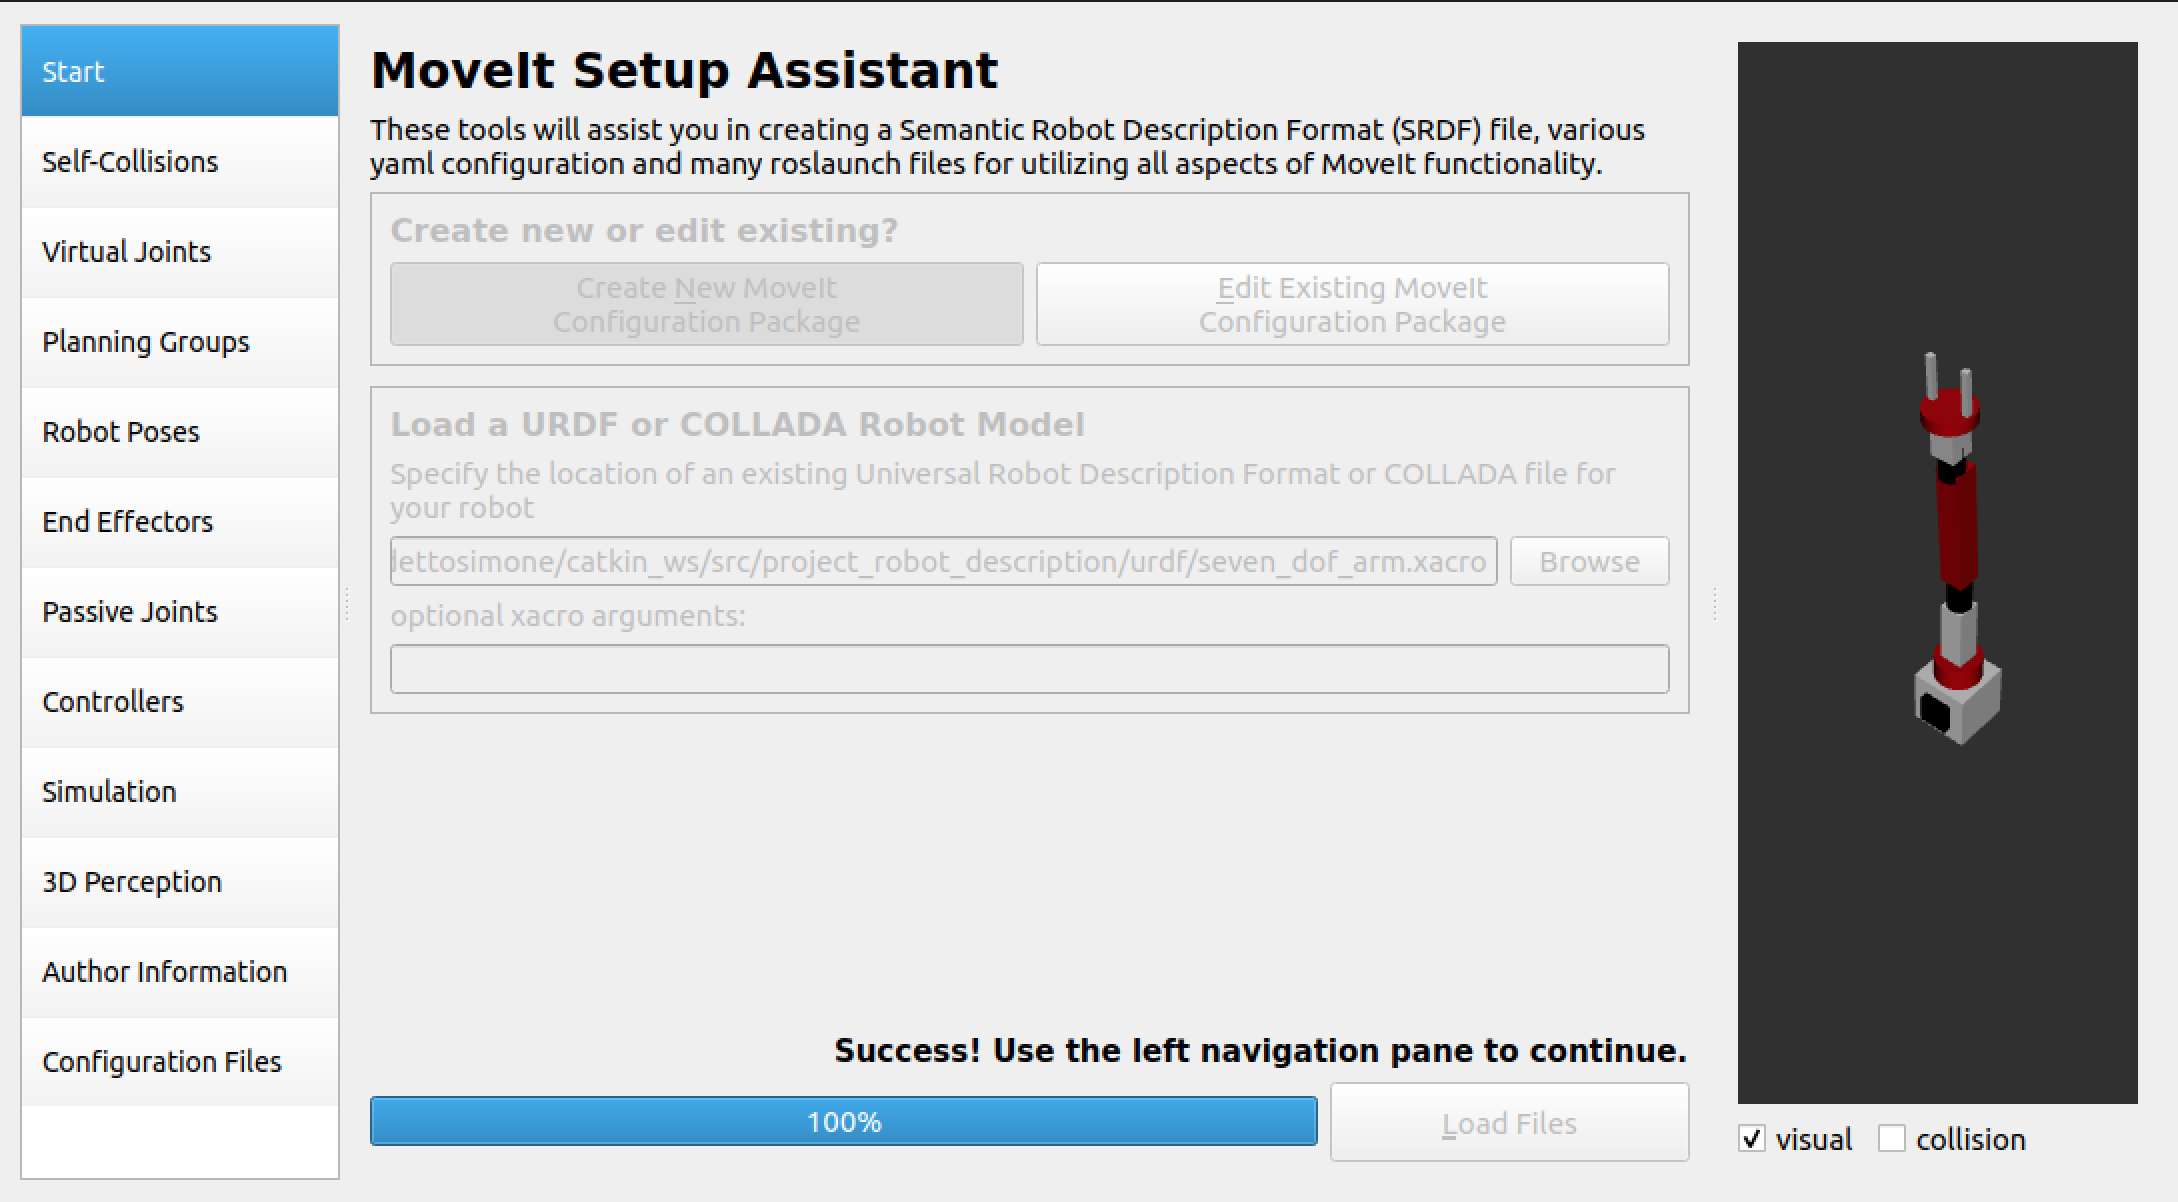 Start
Self-Collisions
Virtual Joints
Planning Groups
Robot Poses
End Effectors
Passive Joints
Controllers
Simulation
3D Perception
Author Information
Configuration Files
MoveIt Setup Assistant
These tools will assist you in creating a Semantic Robot Description Format (SRDF) file, various
yaml configuration and many roslaunch files for utilizing all aspects of MoveIt functionality.
Create new or edit existing?
Create New MoveIt
Configuration Package
Edit Existing MoveIt
Configuration Package
Load a URDF or COLLADA Robot Model
Specify the location of an existing Universal Robot Description Format or COLLADA file for
your robot
lettosimone/catkin_ws/src/project_robot_description/urdf/seven_dof_arm.xacro
Browse
optional xacro arguments:
Success! Use the left navigation pane to continue.
100%
Load Files
visual
collision